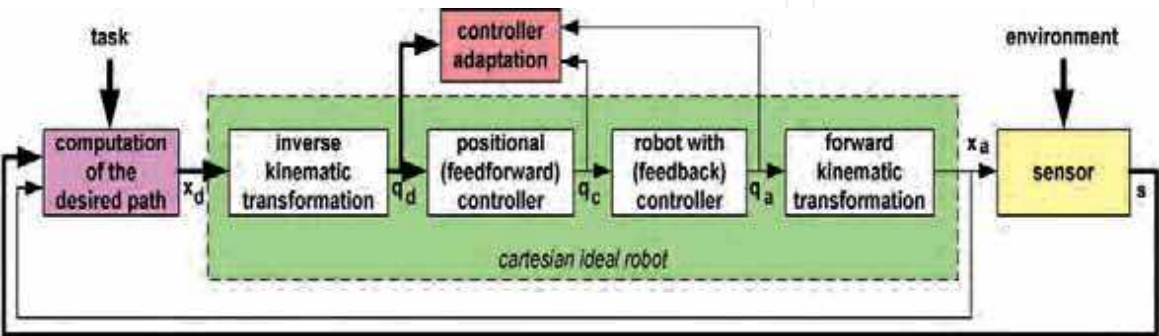 task
controller
adaptation
environment
computation
of the
desired path
x_d
inverse
kinematic
transformation
q_d
positional
(feedforward)
controller
q_c
robot with
(feedback)
controller
q_a
forward
kinematic
transformation
x_a
sensor
s
cartesian ideal robot